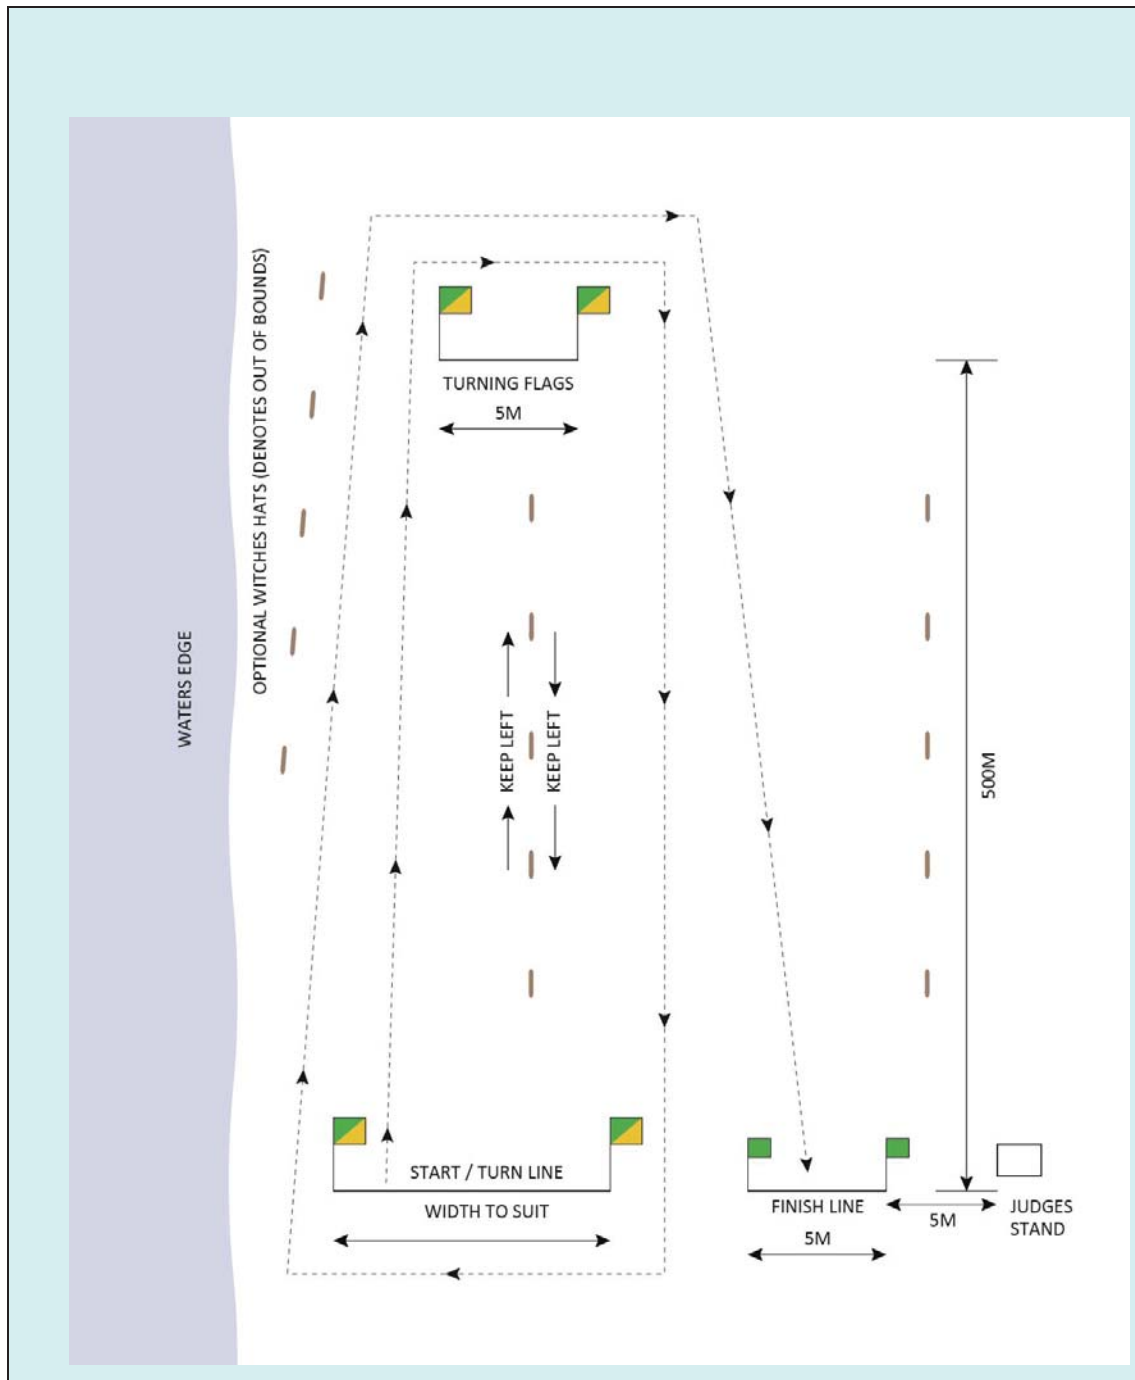 OPTIONAL WITCHES HATS (DENOTES OUT OF BOUNDS)
WATERS EDGE
TURNING FLAGS
5M
KEEP LEFT
KEEP LEFT
500M
START / TURN LINE
WIDTH TO SUIT
FINISH LINE
5M
5M
JUDGES
STAND